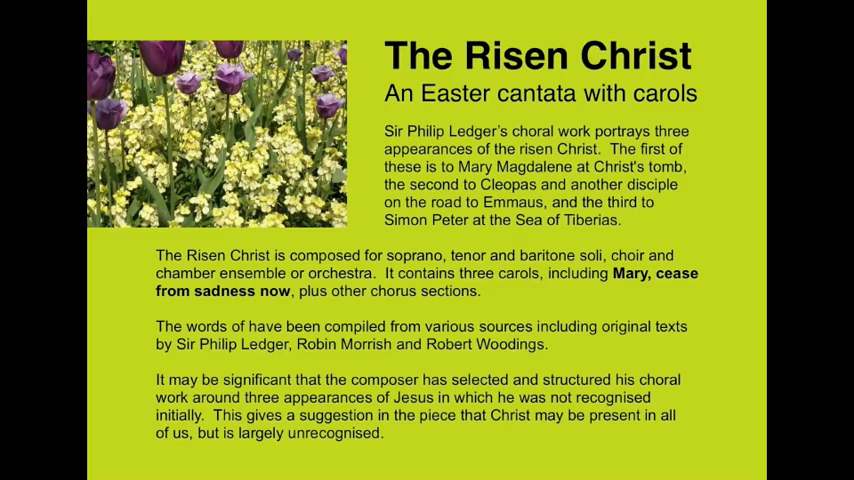 The Risen Christ
An Easter cantata with carols
Sir Philip Ledger's choral work portrays three
appearances of the risen Christ. The first of
these is to Mary Magdalene at Christ's tomb,
the second to Cleopas and another disciple
on the road to Emmaus, and the third to
Simon Peter at the Sea of Tiberias.
The Risen Christ is composed for soprano, tenor and baritone soli, choir and
chamber ensemble or orchestra. It contains three carols, including Mary, cease
from sadness now, plus other chorus sections.
The words of have been compiled from various sources including original texts
by Sir Philip Ledger, Robin Morrish and Robert Woodings.
It may be significant that the composer has selected and structured his choral
work around three appearances of Jesus in which he was not recognised
initially. This gives a suggestion in the piece that Christ may be present in all
of us, but is largely unrecognised.